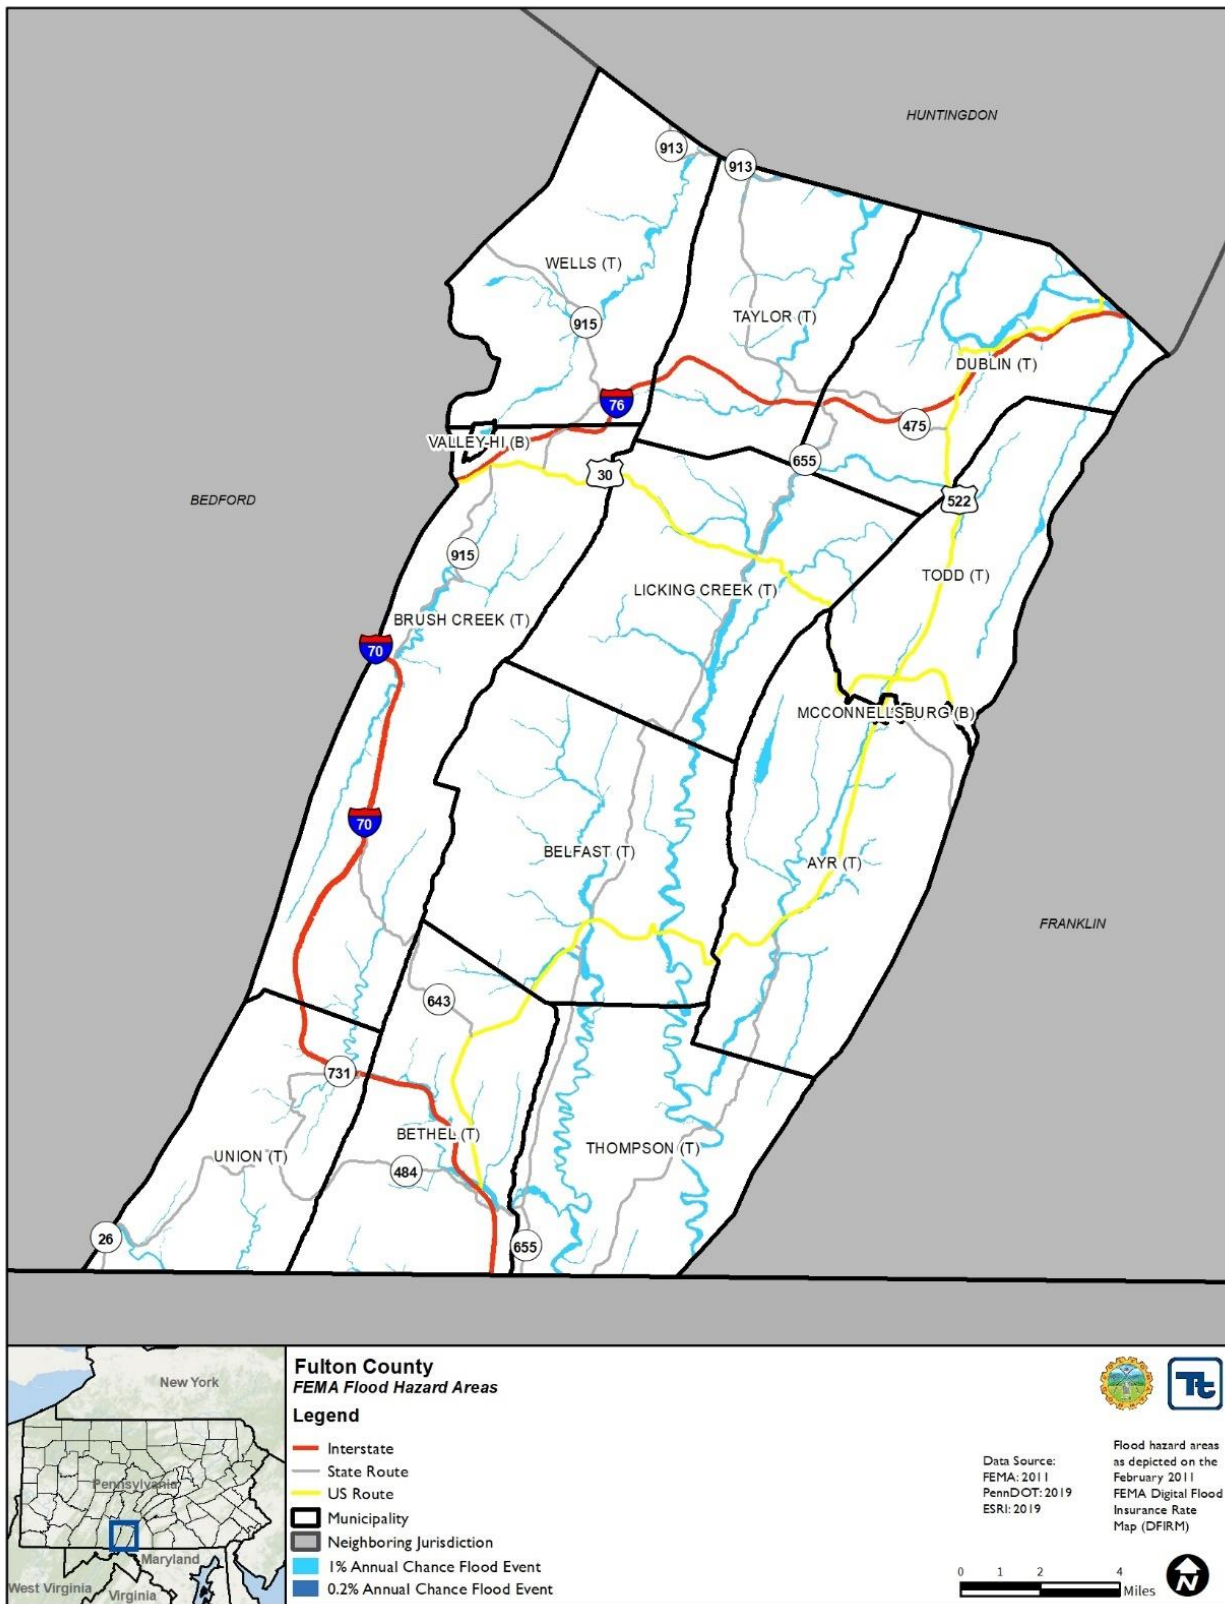 HUNTINGDON
913
913
WELLS (T)
915
TAYLOR (T)
DUBLIN (T)
76
475
VALLEY-HI (B)
655
30
522
BEDFORD
915
TODD (T)
LICKING CREEK (T)
BRUSH CREEK (T)
70
MCCONNELLSBURG (B)
70
BELFAST (T)
AYR (T)
FRANKLIN
643
731
BETHEL (T)
THOMPSON (T)
UNION (T)
484
26
655
New York
Pennsylvania
Maryland
West Virginia
Virginia
Fulton County
FEMA Flood Hazard Areas
Legend
Interstate
State Route
US Route
Municipality
Neighboring Jurisdiction
1% Annual Chance Flood Event
0.2% Annual Chance Flood Event
Data Source:
FEMA: 2011
PennDOT: 2019
ESRI: 2019
Tt
Flood hazard areas
as depicted on the
February 2011
FEMA Digital Flood
Insurance Rate
Map (DFIRM)
0 1 2 4
Miles
N